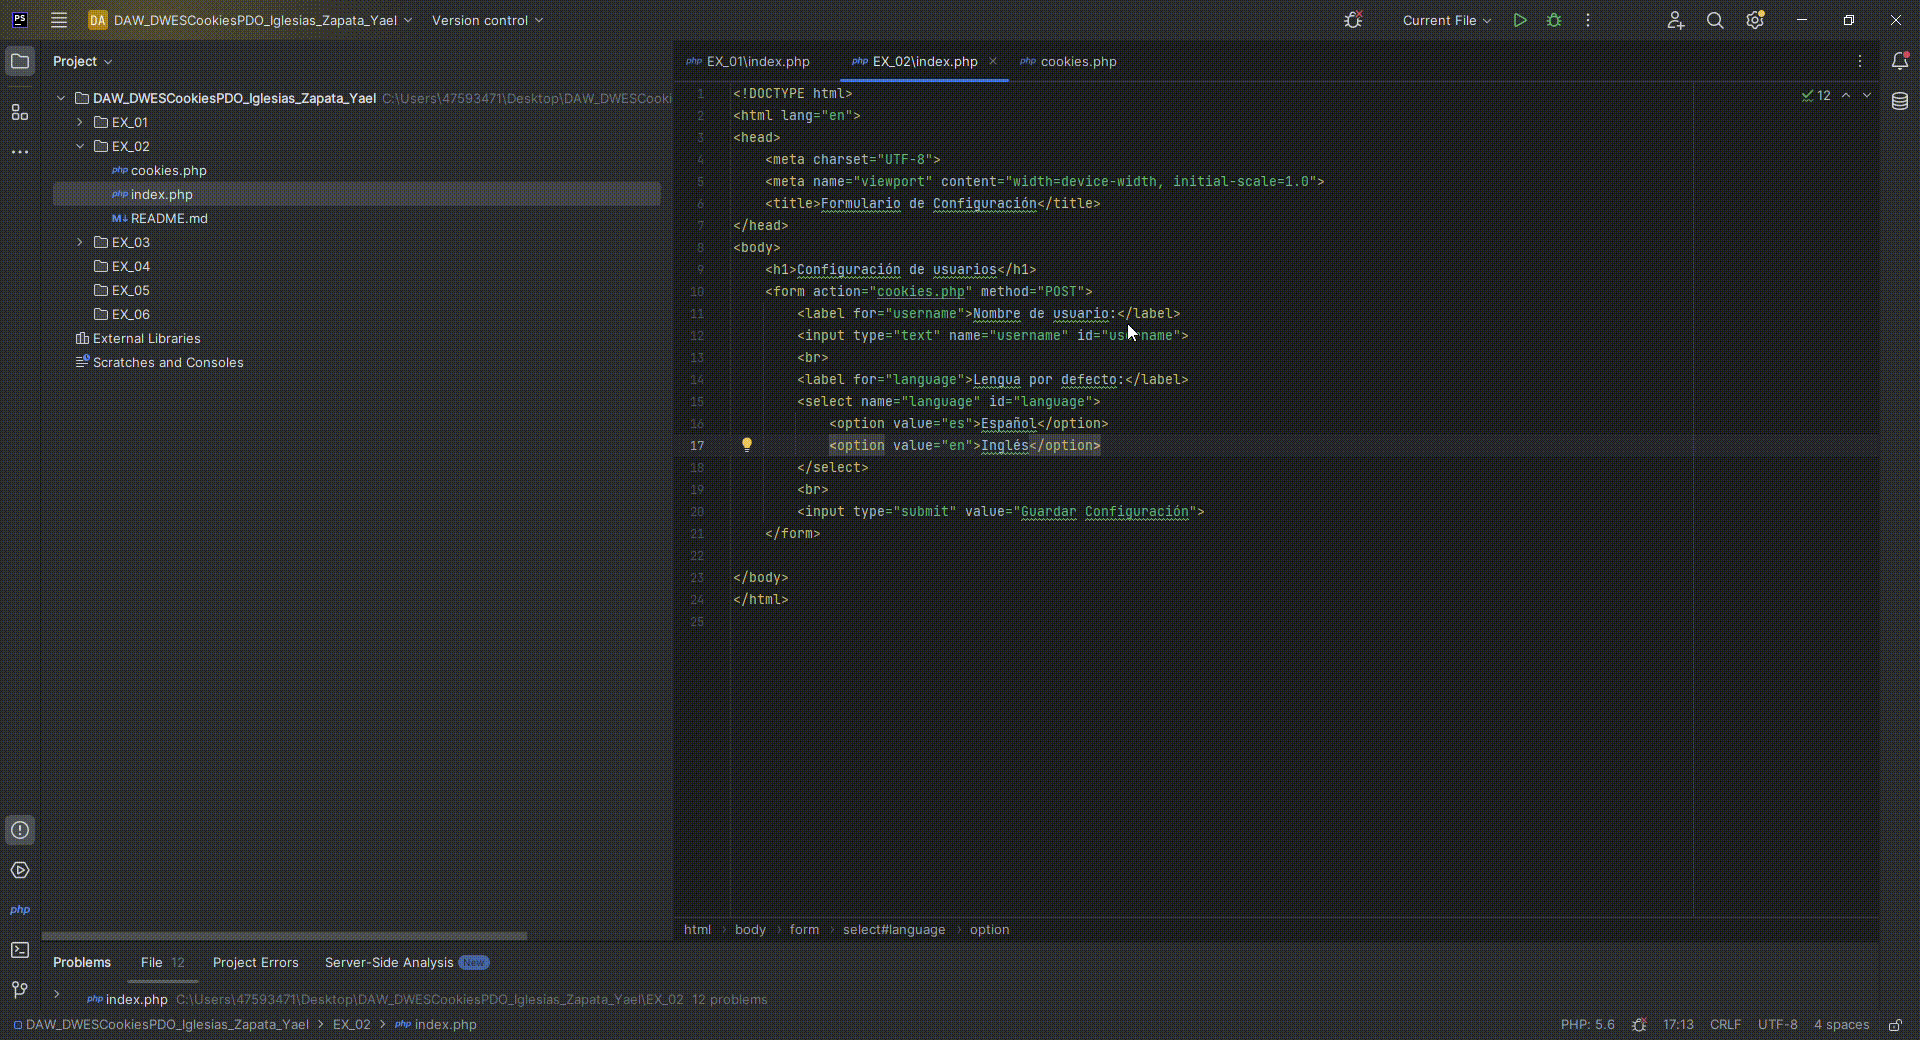 PS
DA DAW_DWESCookiesPDO_Iglesias_Zapata_Yael Version control Current File
Project
DAW_DWESCookiesPDO_Iglesias_Zapata_Yael C:\Users\47593471\Desktop\DAW_DWESCooki
EX_01
EX_02
php cookies.php
php index.php
M↓ README.md
EX_03
EX_04
EX_05
EX_06
External Libraries
Scratches and Consoles
php EX_01\index.php php EX_02\index.php php cookies.php
12
1 <!DOCTYPE html>
2 <html lang="en">
3 <head>
4 <meta charset="UTF-8">
5 <meta name="viewport" content="width=device-width, initial-scale=1.0">
6 <title>Formulario de Configuración</title>
7 </head>
8 <body>
9 <h1>Configuración de usuarios</h1>
10 <form action="cookies.php" method="POST">
11 <label for="username">Nombre de usuario:</label>
12 <input type="text" name="username" id="username">
13 <br>
14 <label for="language">Lengua por defecto:</label>
15 <select name="language" id="language">
16 <option value="es">Español</option>
17 <option value="en">Inglés</option>
18 </select>
19 <br>
20 <input type="submit" value="Guardar Configuración">
21 </form>
22
23 </body>
24 </html>
25
html › body › form › select#language › option
php
Problems File 12 Project Errors Server-Side Analysis New
php index.php C:\Users\47593471\Desktop\DAW_DWESCookiesPDO_Iglesias_Zapata_Yael\EX_02 12 problems
DAW_DWESCookiesPDO_Iglesias_Zapata_Yael › EX_02 › php index.php PHP: 5.6 17:13 CRLF UTF-8 4 spaces